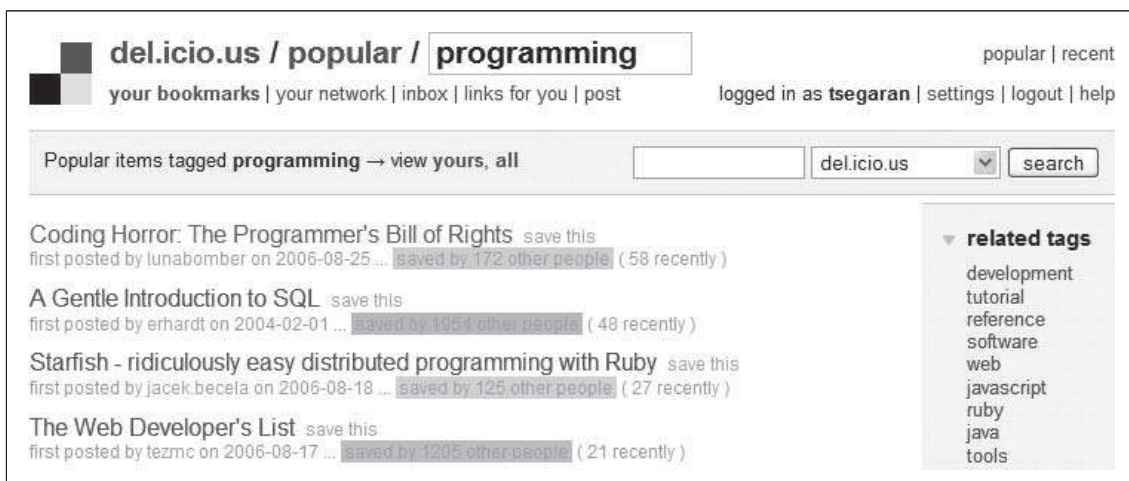 del.icio.us / popular / programming
popular | recent
your bookmarks | your network | inbox | links for you | post
logged in as tsegaran | settings | logout | help
Popular items tagged programming → view yours, all
del.icio.us
search
Coding Horror: The Programmer's Bill of Rights save this
first posted by lunabomber on 2006-08-25 ... saved by 172 other people ( 58 recently )
A Gentle Introduction to SQL save this
first posted by erhardt on 2004-02-01 ... saved by 1954 other people ( 48 recently )
Starfish - ridiculously easy distributed programming with Ruby save this
first posted by jacek.becela on 2006-08-18 ... saved by 125 other people ( 27 recently )
The Web Developer's List save this
first posted by tezmc on 2006-08-17 ... saved by 1205 other people ( 21 recently )
related tags
development
tutorial
reference
software
web
javascript
ruby
java
tools